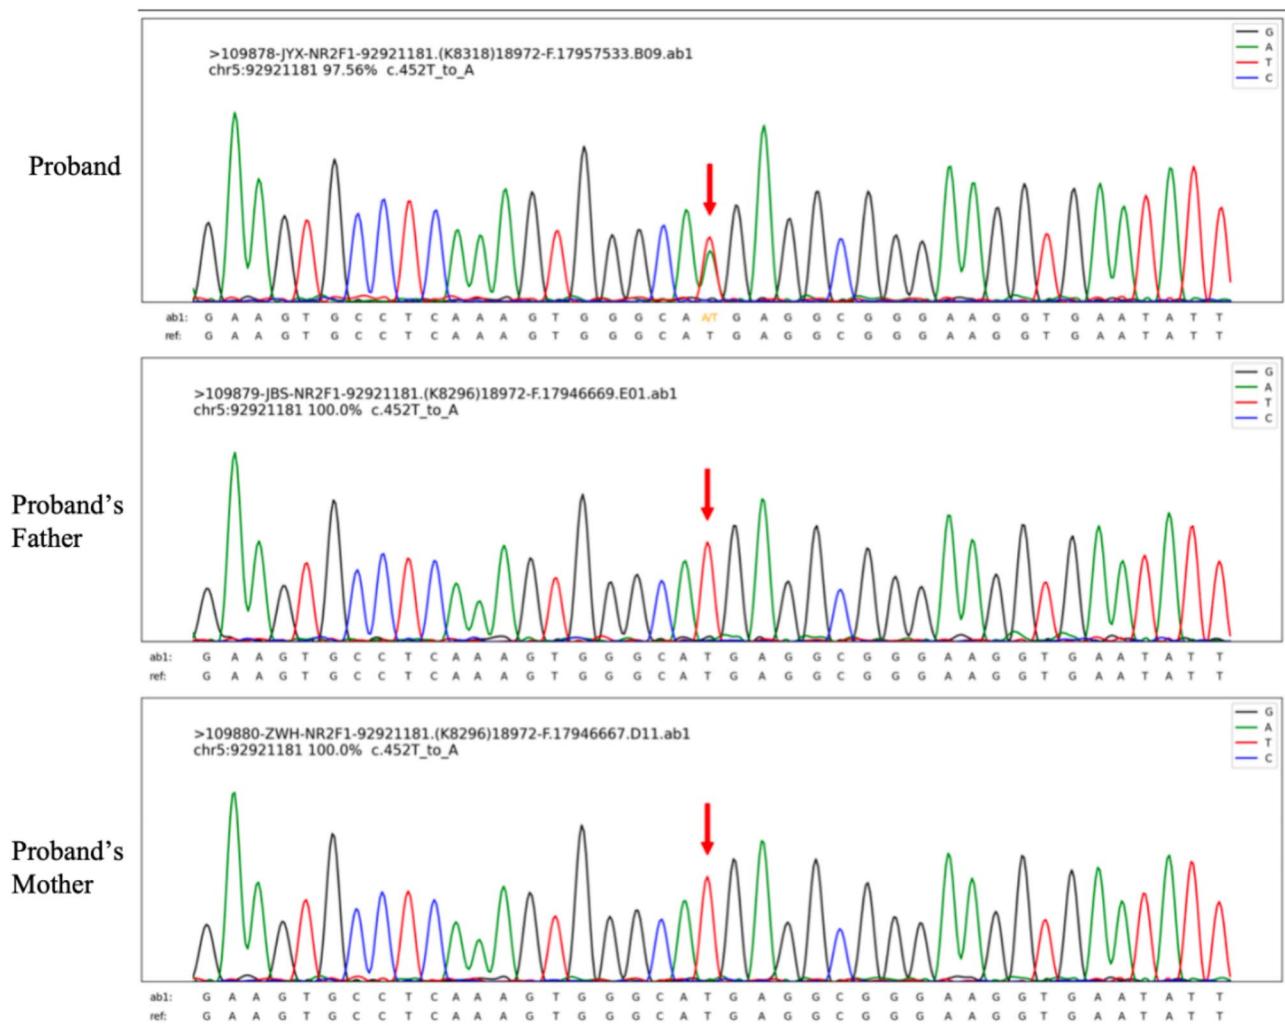 >109878-JYX-NR2F1-92921181.(K8318)18972-F.17957533.B09.ab1
chr5:92921181 97.56% c.452T_to_A
G
A
T
C
Proband
ab1: G A A G T G C C T C A A A G T G G G C A A/T G A G G C G G G A A G G T G A A T A T T
ref: G A A G T G C C T C A A A G T G G G C A T G A G G C G G G A A G G T G A A T A T T
>109879-JBS-NR2F1-92921181.(K8296)18972-F.17946669.E01.ab1
chr5:92921181 100.0% c.452T_to_A
G
A
T
C
Proband’s
Father
ab1: G A A G T G C C T C A A A G T G G G C A T G A G G C G G G A A G G T G A A T A T T
ref: G A A G T G C C T C A A A G T G G G C A T G A G G C G G G A A G G T G A A T A T T
>109880-ZWH-NR2F1-92921181.(K8296)18972-F.17946667.D11.ab1
chr5:92921181 100.0% c.452T_to_A
G
A
T
C
Proband’s
Mother
ab1: G A A G T G C C T C A A A G T G G G C A T G A G G C G G G A A G G T G A A T A T T
ref: G A A G T G C C T C A A A G T G G G C A T G A G G C G G G A A G G T G A A T A T T